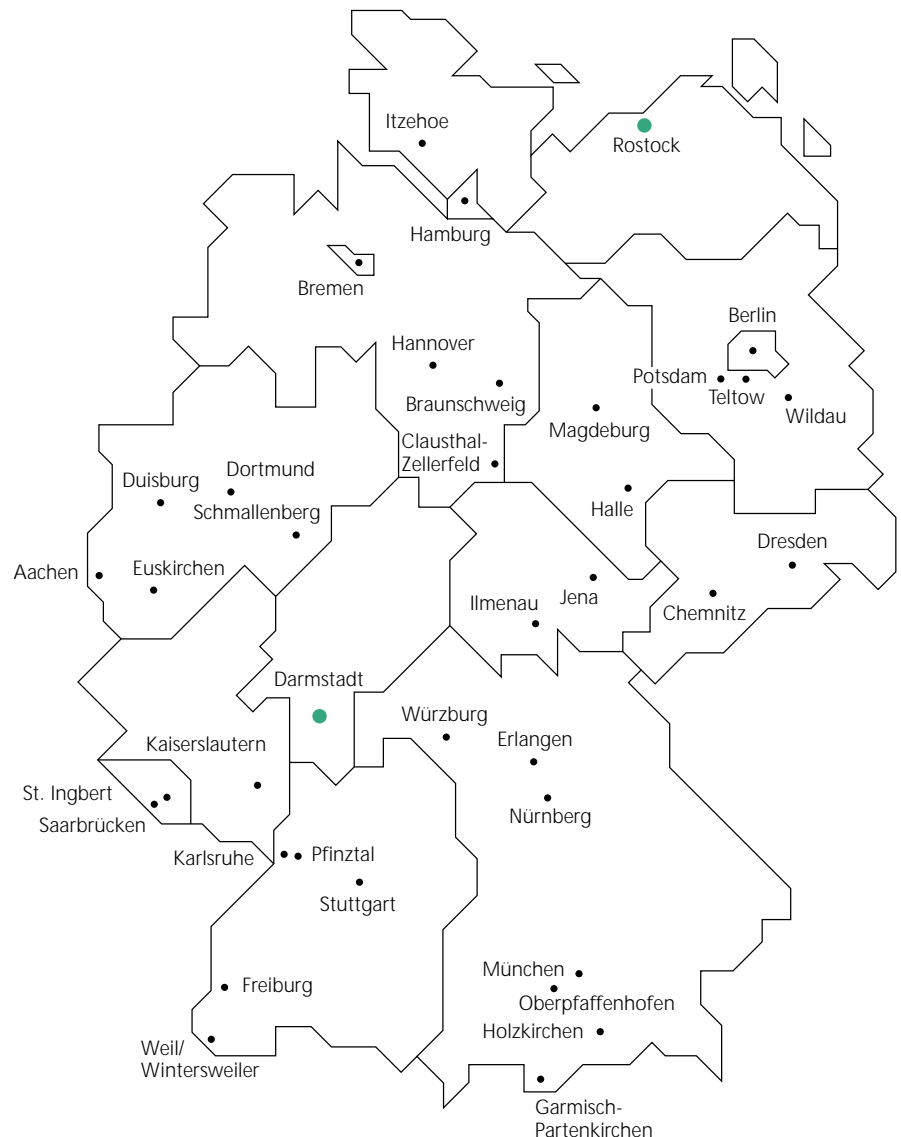 Itzehoe
Rostock
Hamburg
Bremen
Berlin
Hannover
Potsdam
Teltow
Braunschweig
Wildau
Magdeburg
Clausthal-
Zellerfeld
Dortmund
Duisburg
Halle
Schmallenberg
Dresden
Aachen
Euskirchen
Ilmenau
Jena
Chemnitz
Darmstadt
Würzburg
Kaiserslautern
Erlangen
St. Ingbert
Nürnberg
Saarbrücken
Karlsruhe
Pfinztal
Stuttgart
München
Freiburg
Oberpfaffenhofen
Holzkirchen
Weil/
Wintersweiler
Garmisch-
Partenkirchen